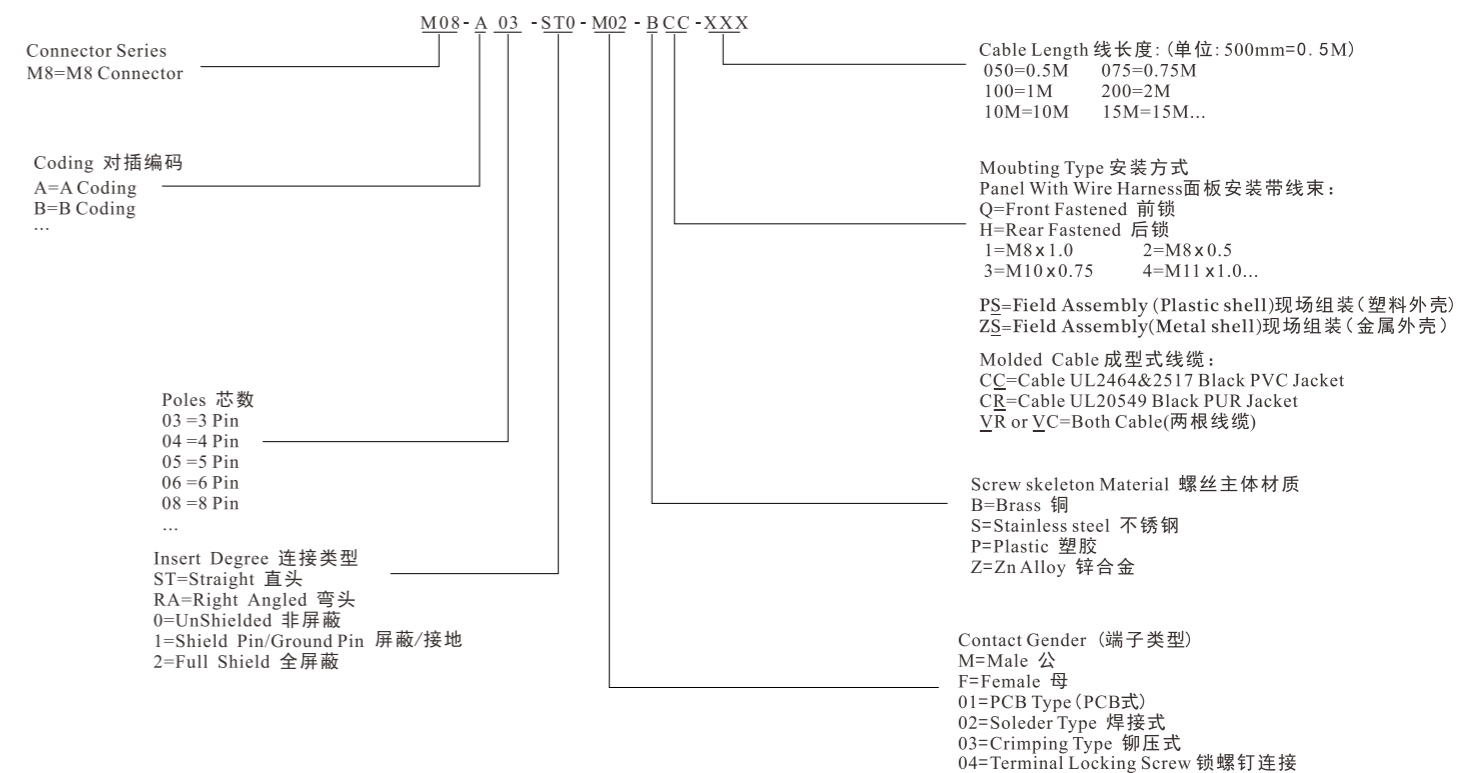 M08-A 03 -ST0-M02-BCC-XXX
Connector Series
M8=M8 Connector
Cable Length 线长度: (单位: 500mm=0.5M)
050=0.5M 075=0.75M
100=1M 200=2M
10M=10M 15M=15M...
Coding 对插编码
A=A Coding
B=B Coding
...
Moubting Type 安装方式
Panel With Wire Harness面板安装带线束:
Q=Front Fastened 前锁
H=Rear Fastened 后锁
1=M8x1.0 2=M8x0.5
3=M10x0.75 4=M11x1.0...
PS=Field Assembly (Plastic shell)现场组装(塑料外壳)
ZS=Field Assembly(Metal shell)现场组装(金属外壳)
Molded Cable 成型式线缆:
CC=Cable UL2464&2517 Black PVC Jacket
CR=Cable UL20549 Black PUR Jacket
VR or VC=Both Cable(两根线缆)
Poles 芯数
03 =3 Pin
04 =4 Pin
05 =5 Pin
06 =6 Pin
08 =8 Pin
...
Screw skeleton Material 螺丝主体材质
B=Brass 铜
S=Stainless steel 不锈钢
P=Plastic 塑胶
Z=Zn Alloy 锌合金
Insert Degree 连接类型
ST=Straight 直头
RA=Right Angled 弯头
0=UnShielded 非屏蔽
1=Shield Pin/Ground Pin 屏蔽/接地
2=Full Shield 全屏蔽
Contact Gender (端子类型)
M=Male 公
F=Female 母
01=PCB Type(PCB式)
02=Soleder Type 焊接式
03=Crimping Type 铆压式
04=Terminal Locking Screw 锁螺钉连接